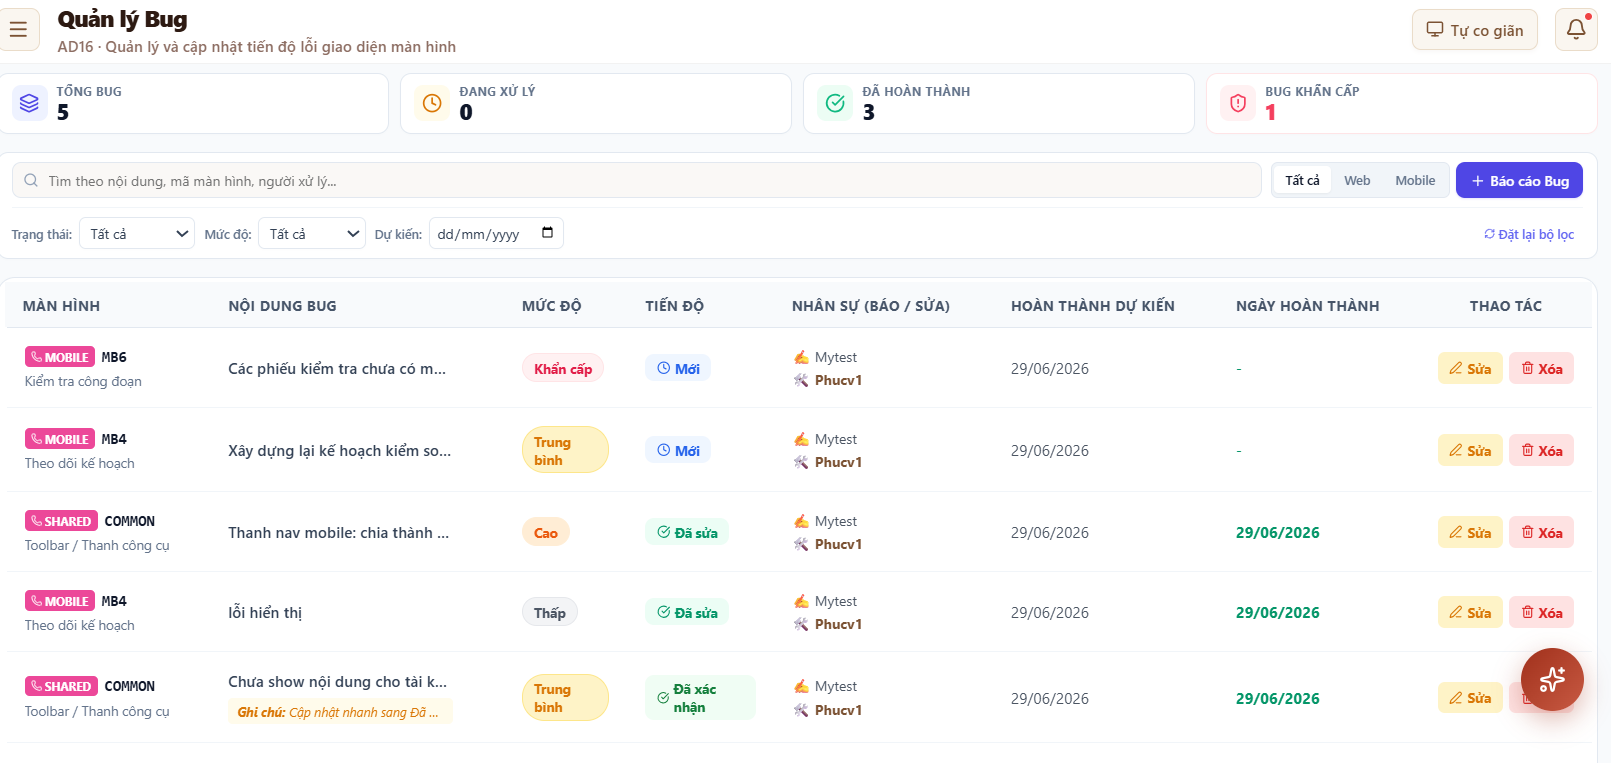 Quản lý Bug
AD16 · Quản lý và cập nhật tiến độ lỗi giao diện màn hình
Tự co giãn
TỔNG BUG
5
ĐANG XỬ LÝ
0
ĐÃ HOÀN THÀNH
3
BUG KHẨN CẤP
1
Tìm theo nội dung, mã màn hình, người xử lý...
Tất cả Web Mobile
+ Báo cáo Bug
Trạng thái: Tất cả Mức độ: Tất cả Dự kiến: dd/mm/yyyy
Đặt lại bộ lọc
MÀN HÌNH NỘI DUNG BUG MỨC ĐỘ TIẾN ĐỘ NHÂN SỰ (BÁO / SỬA) HOÀN THÀNH DỰ KIẾN NGÀY HOÀN THÀNH THAO TÁC
MOBILE MB6
Kiểm tra công đoạn
Các phiếu kiểm tra chưa có m...
Khẩn cấp
Mới
Mytest
Phucv1
29/06/2026
-
Sửa Xóa
MOBILE MB4
Theo dõi kế hoạch
Xây dựng lại kế hoạch kiểm so...
Trung
bình
Mới
Mytest
Phucv1
29/06/2026
-
Sửa Xóa
SHARED COMMON
Toolbar / Thanh công cụ
Thanh nav mobile: chia thành ...
Cao
Đã sửa
Mytest
Phucv1
29/06/2026
29/06/2026
Sửa Xóa
MOBILE MB4
Theo dõi kế hoạch
lỗi hiển thị
Thấp
Đã sửa
Mytest
Phucv1
29/06/2026
29/06/2026
Sửa Xóa
SHARED COMMON
Toolbar / Thanh công cụ
Chưa show nội dung cho tài k...
Ghi chú: Cập nhật nhanh sang Đã ...
Trung
bình
Đã xác
nhận
Mytest
Phucv1
29/06/2026
29/06/2026
Sửa